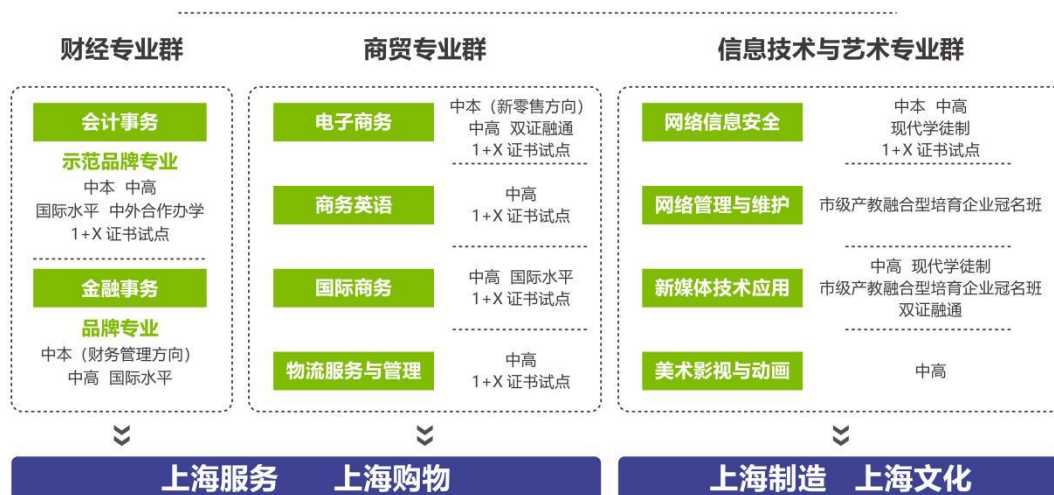 财经专业群
会计事务
示范品牌专业
中本 中高
国际水平 中外合作办学
1+X 证书试点
金融事务
品牌专业
中本（财务管理方向）
中高 国际水平
商贸专业群
电子商务
中本（新零售方向）
中高 双证融通
1+X 证书试点
商务英语
中高
1+X 证书试点
国际商务
中高 国际水平
1+X 证书试点
物流服务与管理
中高
1+X 证书试点
信息技术与艺术专业群
网络信息安全
中本 中高
现代学徒制
1+X 证书试点
网络管理与维护
市级产教融合型培育企业冠名班
新媒体技术应用
中高 现代学徒制
市级产教融合型培育企业冠名班
双证融通
美术影视与动画
中高
上海服务 上海购物
上海制造 上海文化